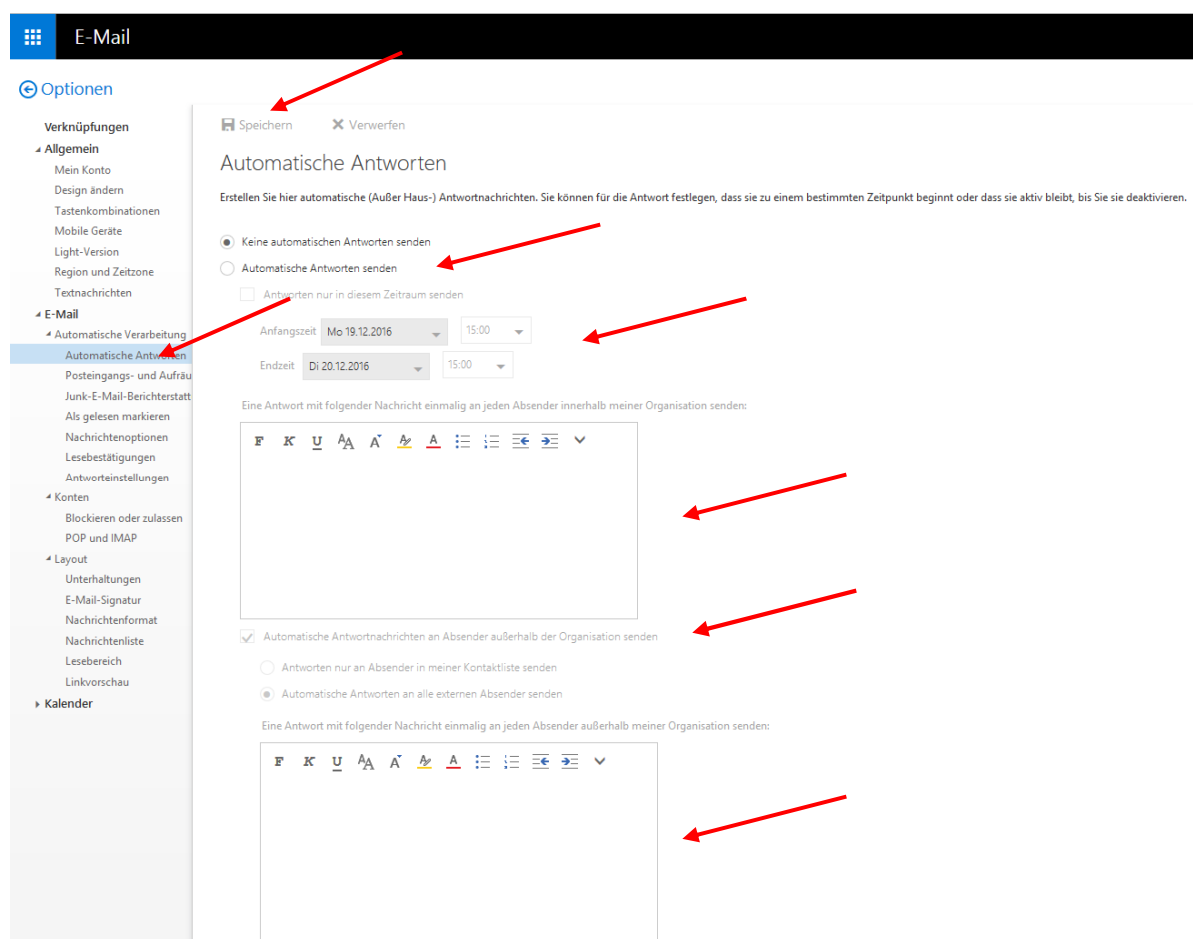 E-Mail
Optionen
Verknüpfungen
Allgemein
Mein Konto
Design ändern
Tastenkombinationen
Mobile Geräte
Light-Version
Region und Zeitzone
Textnachrichten
E-Mail
Automatische Verarbeitung
Automatische Antworten
Posteingangs- und Aufräu
Junk-E-Mail-Berichterstatt
Als gelesen markieren
Nachrichtenoptionen
Lesebestätigungen
Antworteinstellungen
Konten
Blockieren oder zulassen
POP und IMAP
Layout
Unterhaltungen
E-Mail-Signatur
Nachrichtenformat
Nachrichtenliste
Lesebereich
Linkvorschau
Kalender
Speichern Verwerfen
Automatische Antworten
Erstellen Sie hier automatische (Außer Haus-) Antwortnachrichten. Sie können für die Antwort festlegen, dass sie zu einem bestimmten Zeitpunkt beginnt oder dass sie aktiv bleibt, bis Sie sie deaktivieren.
Keine automatischen Antworten senden
Automatische Antworten senden
Antworten nur in diesem Zeitraum senden
Anfangszeit Mo 19.12.2016 15:00
Endzeit Di 20.12.2016 15:00
Eine Antwort mit folgender Nachricht einmalig an jeden Absender innerhalb meiner Organisation senden:
F K U AA A A
Automatische Antwortnachrichten an Absender außerhalb der Organisation senden
Antworten nur an Absender in meiner Kontaktliste senden
Automatische Antworten an alle externen Absender senden
Eine Antwort mit folgender Nachricht einmalig an jeden Absender außerhalb meiner Organisation senden:
F K U AA A A